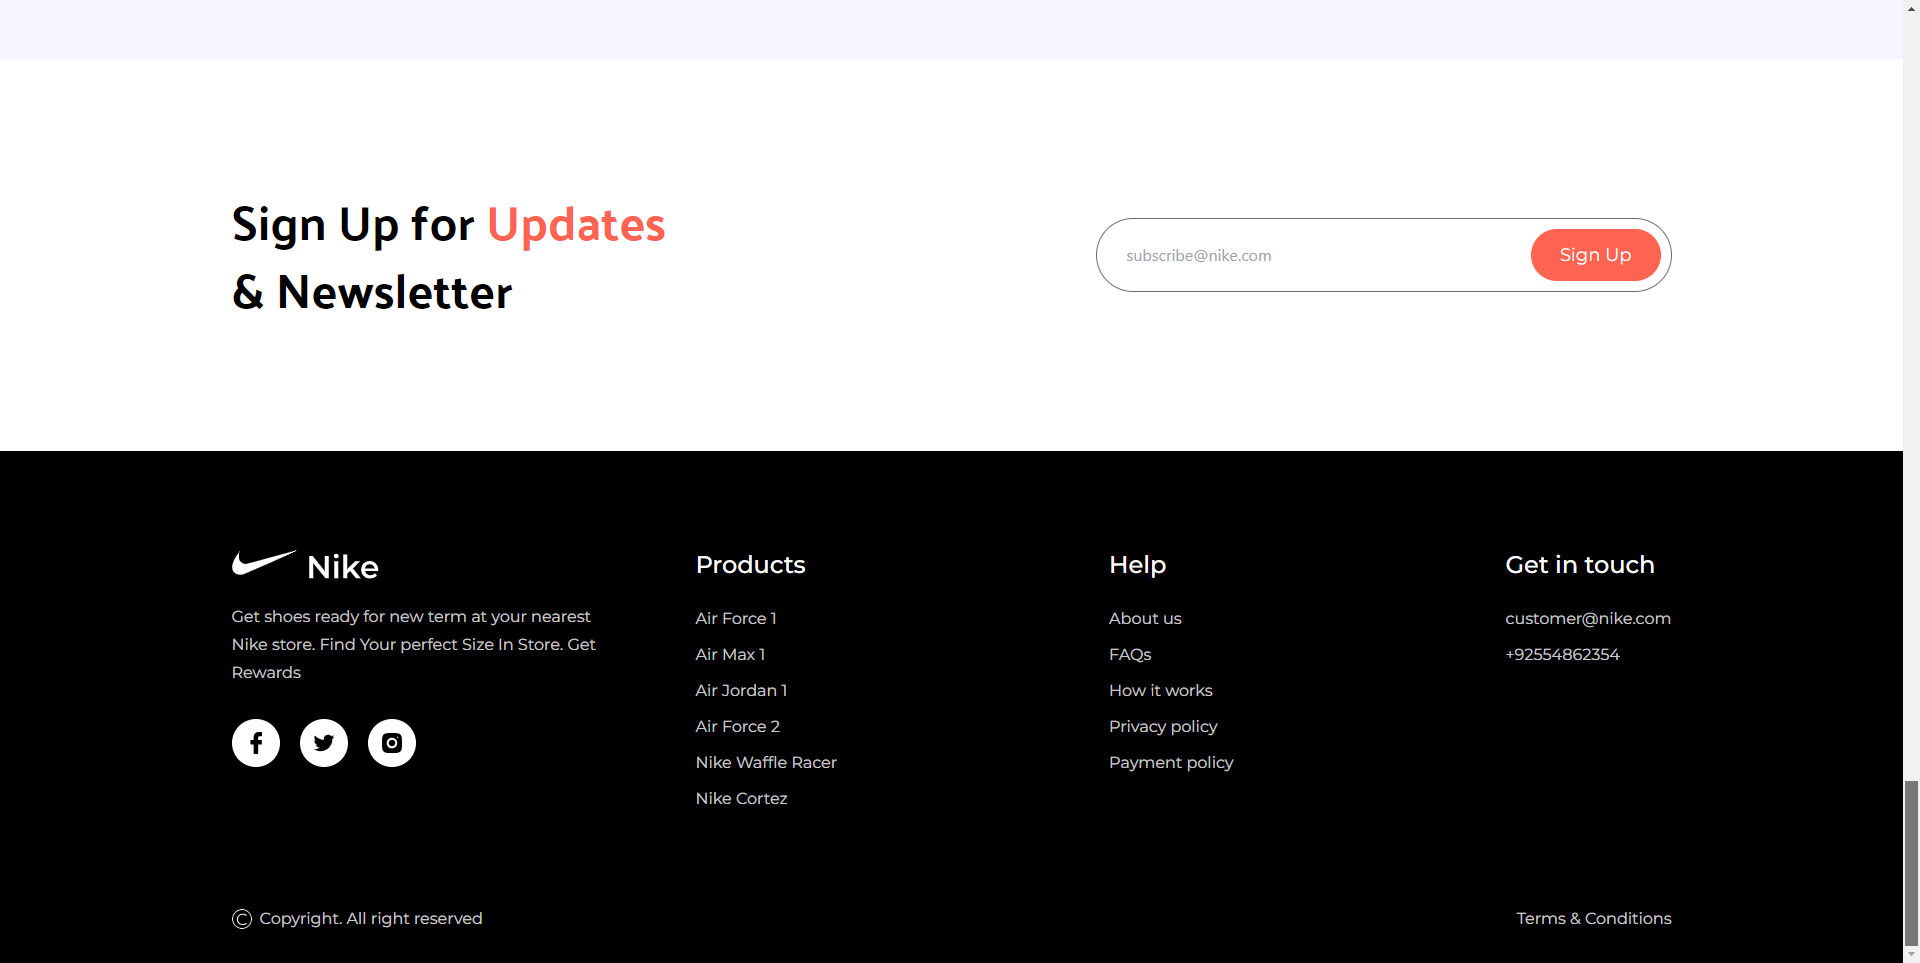 Sign Up for Updates
& Newsletter
subscribe@nike.com
Sign Up
Nike
Get shoes ready for new term at your nearest
Nike store. Find Your perfect Size In Store. Get
Rewards
Products
Air Force 1
Air Max 1
Air Jordan 1
Air Force 2
Nike Waffle Racer
Nike Cortez
Help
About us
FAQs
How it works
Privacy policy
Payment policy
Get in touch
customer@nike.com
+92554862354
© Copyright. All right reserved
Terms & Conditions